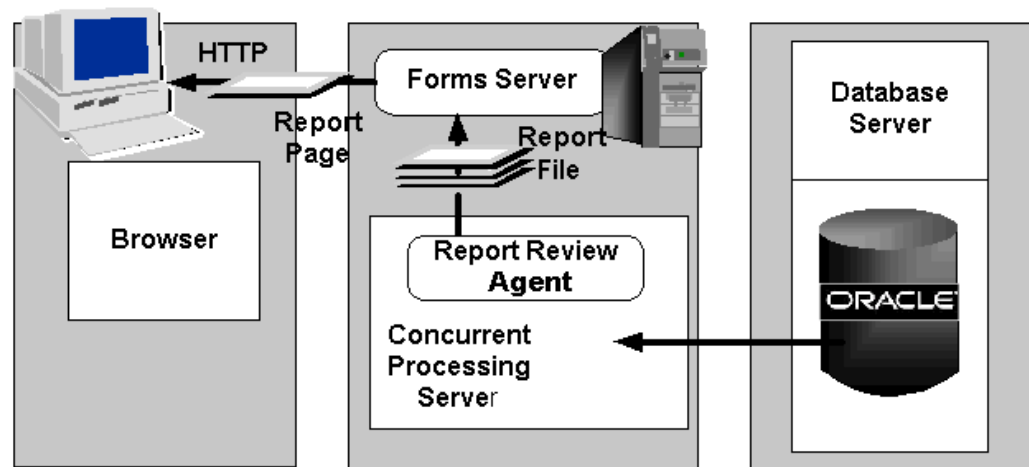 HTTP
Report
Page
Browser
Forms Server
Report
File
Report Review
Agent
Concurrent
Processing
Server
Database
Server
ORACLE